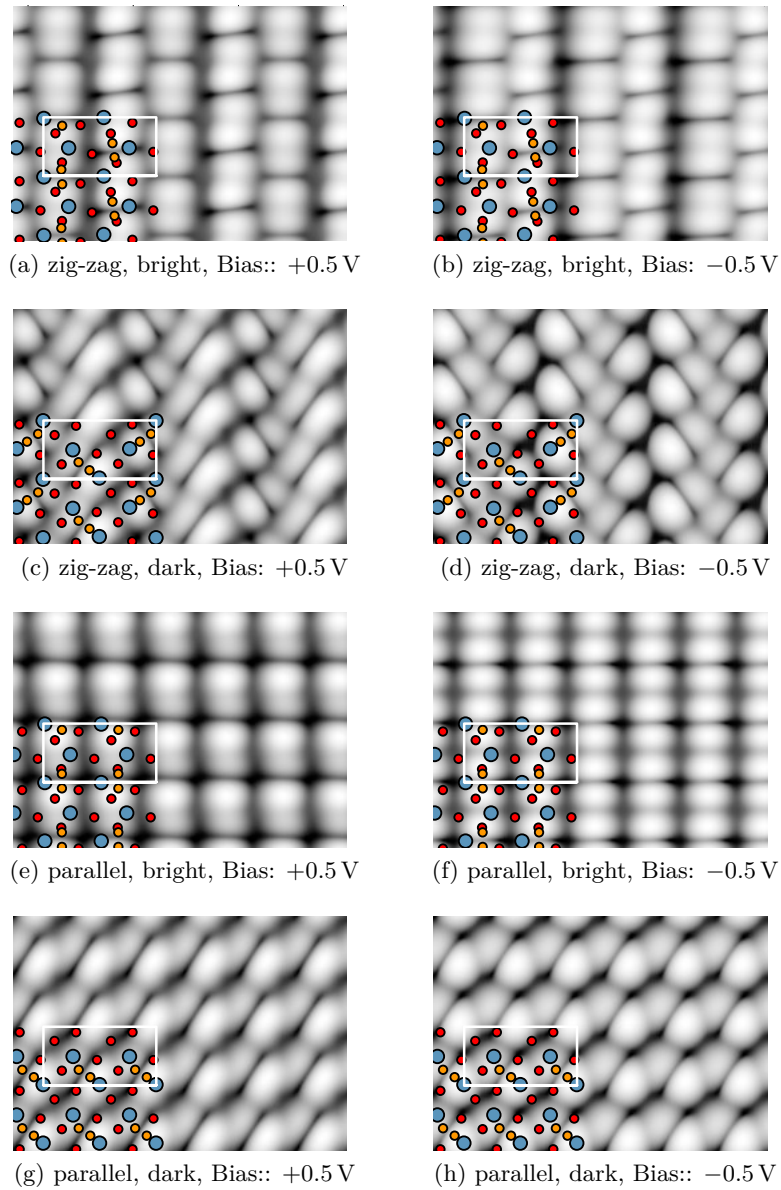 (a) zig-zag, bright, Bias:: +0.5 V
(b) zig-zag, bright, Bias: −0.5 V
(c) zig-zag, dark, Bias: +0.5 V
(d) zig-zag, dark, Bias: −0.5 V
(e) parallel, bright, Bias: +0.5 V
(f) parallel, bright, Bias: −0.5 V
(g) parallel, dark, Bias:: +0.5 V
(h) parallel, dark, Bias: −0.5 V